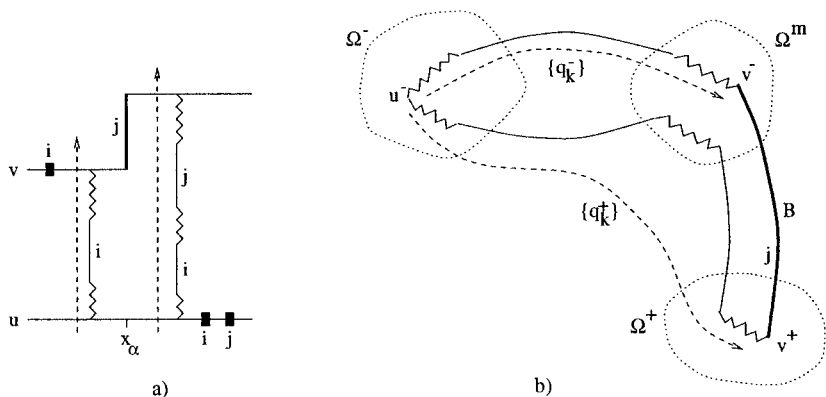 i
j
v
j
i
i
u
x_α
i j
a)
b)
Ω^-
u^-
{q_k^-}
Ω^m
v^-
{q_k^+}
B
j
Ω^+
v^+